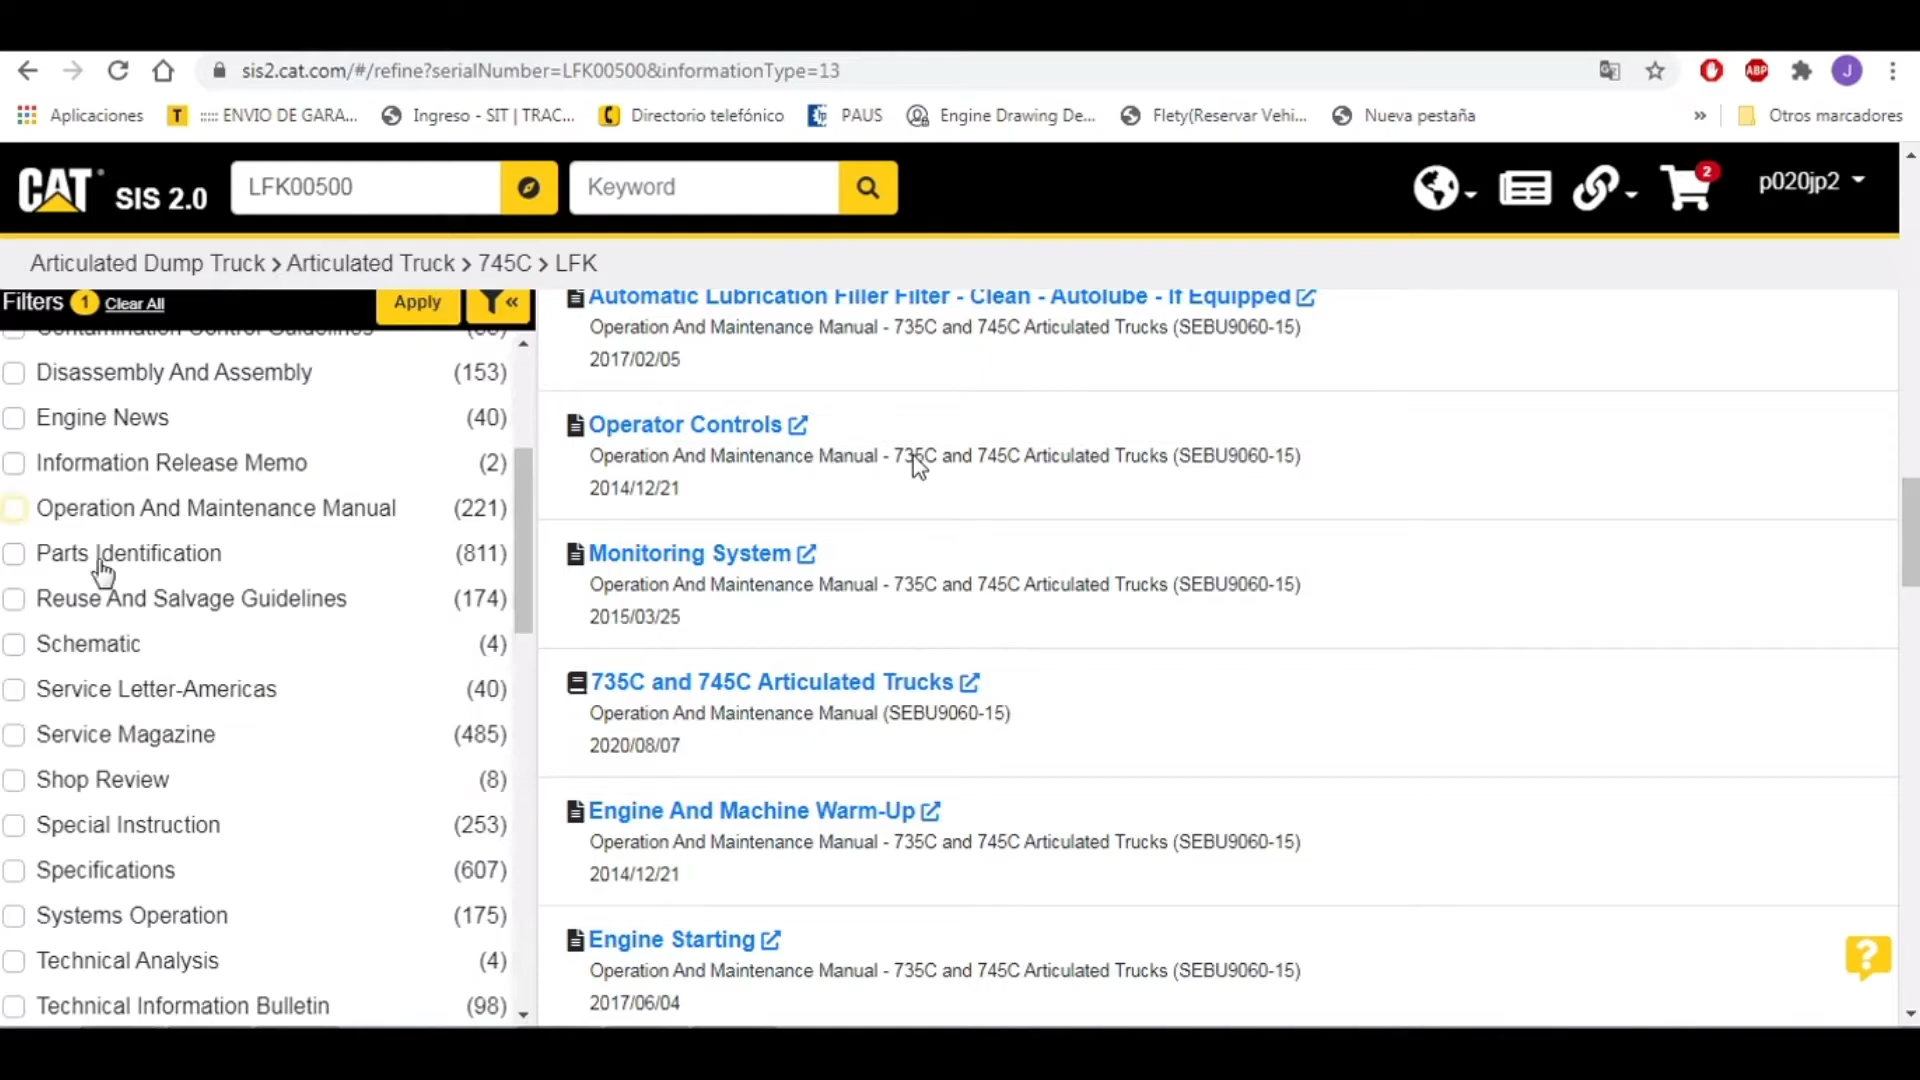 sis2.cat.com/#/refine?serialNumber=LFK00500&informationType=13
ABP
J
Aplicaciones
T ::::: ENVIO DE GARA...
Ingreso - SIT | TRAC...
Directorio telefónico
PAUS
Engine Drawing De...
Flety(Reservar Vehi...
Nueva pestaña
»
Otros marcadores
CAT SIS 2.0
LFK00500
Keyword
2
p020jp2
Articulated Dump Truck > Articulated Truck > 745C > LFK
Filters 1 Clear All
Apply
«
Contamination Control Guidelines
Disassembly And Assembly (153)
Engine News (40)
Information Release Memo (2)
Operation And Maintenance Manual (221)
Parts Identification (811)
Reuse And Salvage Guidelines (174)
Schematic (4)
Service Letter-Americas (40)
Service Magazine (485)
Shop Review (8)
Special Instruction (253)
Specifications (607)
Systems Operation (175)
Technical Analysis (4)
Technical Information Bulletin (98)
Automatic Lubrication Filler Filter - Clean - Autolube - If Equipped
Operation And Maintenance Manual - 735C and 745C Articulated Trucks (SEBU9060-15)
2017/02/05
Operator Controls
Operation And Maintenance Manual - 735C and 745C Articulated Trucks (SEBU9060-15)
2014/12/21
Monitoring System
Operation And Maintenance Manual - 735C and 745C Articulated Trucks (SEBU9060-15)
2015/03/25
735C and 745C Articulated Trucks
Operation And Maintenance Manual (SEBU9060-15)
2020/08/07
Engine And Machine Warm-Up
Operation And Maintenance Manual - 735C and 745C Articulated Trucks (SEBU9060-15)
2014/12/21
Engine Starting
Operation And Maintenance Manual - 735C and 745C Articulated Trucks (SEBU9060-15)
2017/06/04
?